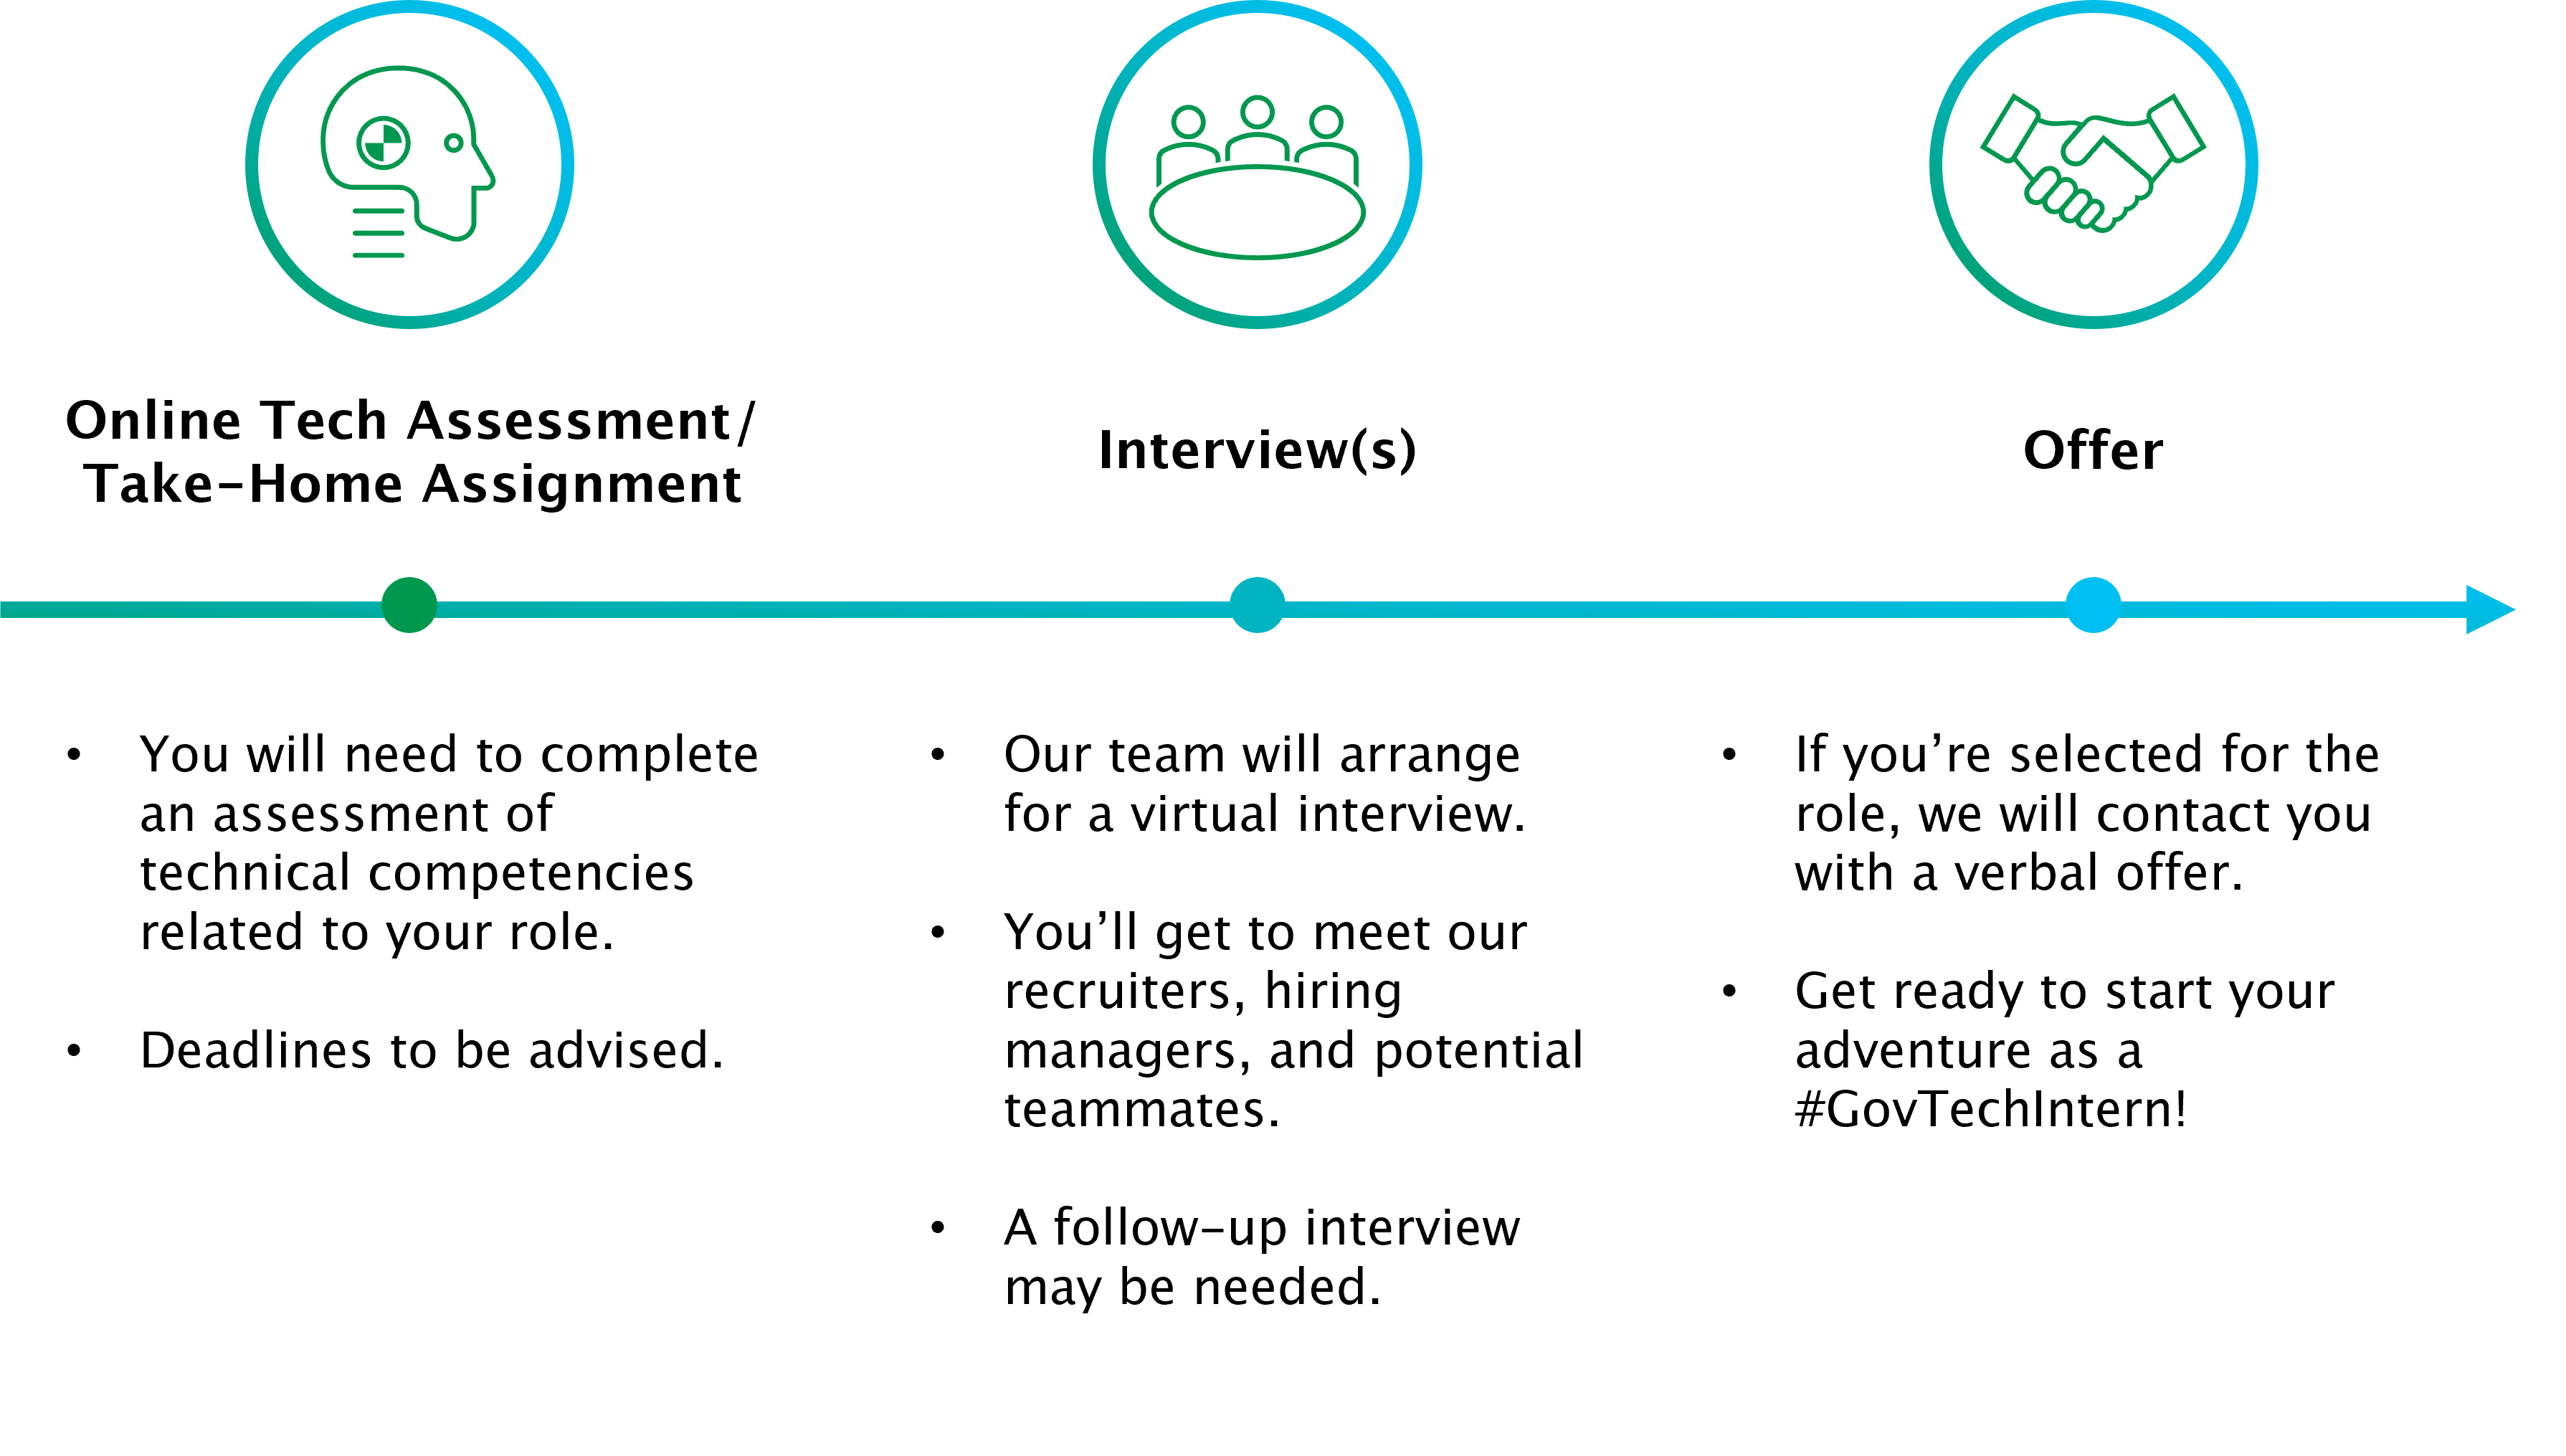 Online Tech Assessment/
Take-Home Assignment
Interview(s)
Offer
• You will need to complete
an assessment of
technical competencies
related to your role.
• Deadlines to be advised.
• Our team will arrange
for a virtual interview.
• You’ll get to meet our
recruiters, hiring
managers, and potential
teammates.
• A follow-up interview
may be needed.
• If you’re selected for the
role, we will contact you
with a verbal offer.
• Get ready to start your
adventure as a
#GovTechIntern!